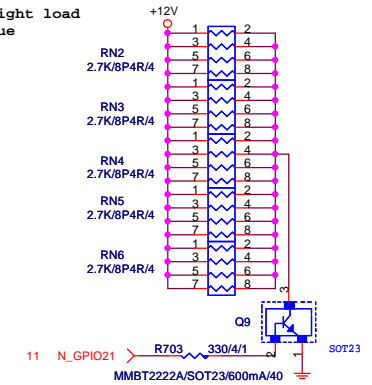 ight load
ue
+12V
1 2
3 4
RN2
5 6
2.7K/8P4R/4
7 8
1 2
3 4
RN3
5 6
2.7K/8P4R/4
7 8
1 2
3 4
RN4
5 6
2.7K/8P4R/4
7 8
1 2
RN5
3 4
2.7K/8P4R/4
5 6
7 8
1 2
RN6
3 4
2.7K/8P4R/4
5 6
7 8
3
Q9
2 1
SOT23
11 N_GPIO21 R703 330/4/1
MMBT2222A/SOT23/600mA/40